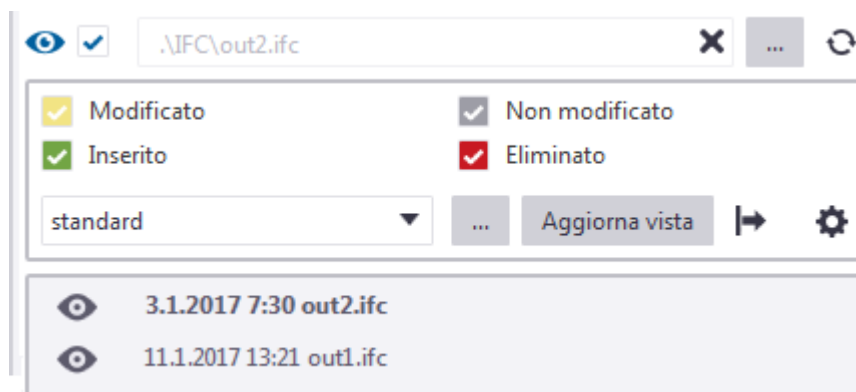 .\IFC\out2.ifc ...
Modificato Non modificato
Inserito Eliminato
standard ... Aggiorna vista
3.1.2017 7:30 out2.ifc
11.1.2017 13:21 out1.ifc